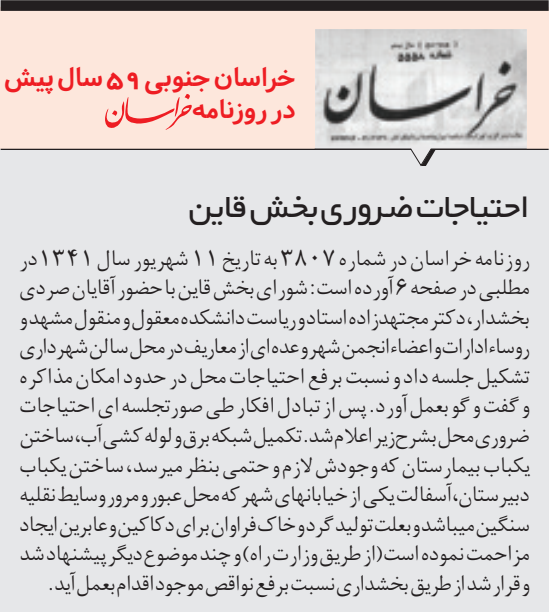 خراسان جنوبی ۵۹ سال پیش
در روزنامه خراسان
خراسان
احتیاجات ضروری بخش قاین
روزنامه خراسان در شماره ۳۸۰۷ به تاریخ ۱۱ شهریور سال ۱۳۴۱ در
مطلبی در صفحه ۶ آورده است: شورای بخش قاین با حضور آقایان صردی
بخشدار، دکتر مجتهدزاده استاد و ریاست دانشکده معقول و منقول مشهد و
روساء ادارات و اعضاء انجمن شهر و عده ای از معاریف در محل سالن شهرداری
تشکیل جلسه داد و نسبت برفع احتیاجات محل در حدود امکان مذاکره
و گفت و گو بعمل آورد. پس از تبادل افکار طی صورتجلسه ای احتیاجات
ضروری محل بشرح زیر اعلام شد. تکمیل شبکه برق و لوله کشی آب، ساختن
یکباب بیمارستان که وجودش لازم و حتمی بنظر میرسد، ساختن یکباب
دبیرستان، آسفالت یکی از خیابانهای شهر که محل عبور و مرور وسایط نقلیه
سنگین میباشد و بعلت تولید گرد و خاک فراوان برای دکاکین و عابرین ایجاد
مزاحمت نموده است (از طریق وزارت راه) و چند موضوع دیگر پیشنهاد شد
و قرار شد از طریق بخشداری نسبت برفع نواقص موجود اقدام بعمل آید.